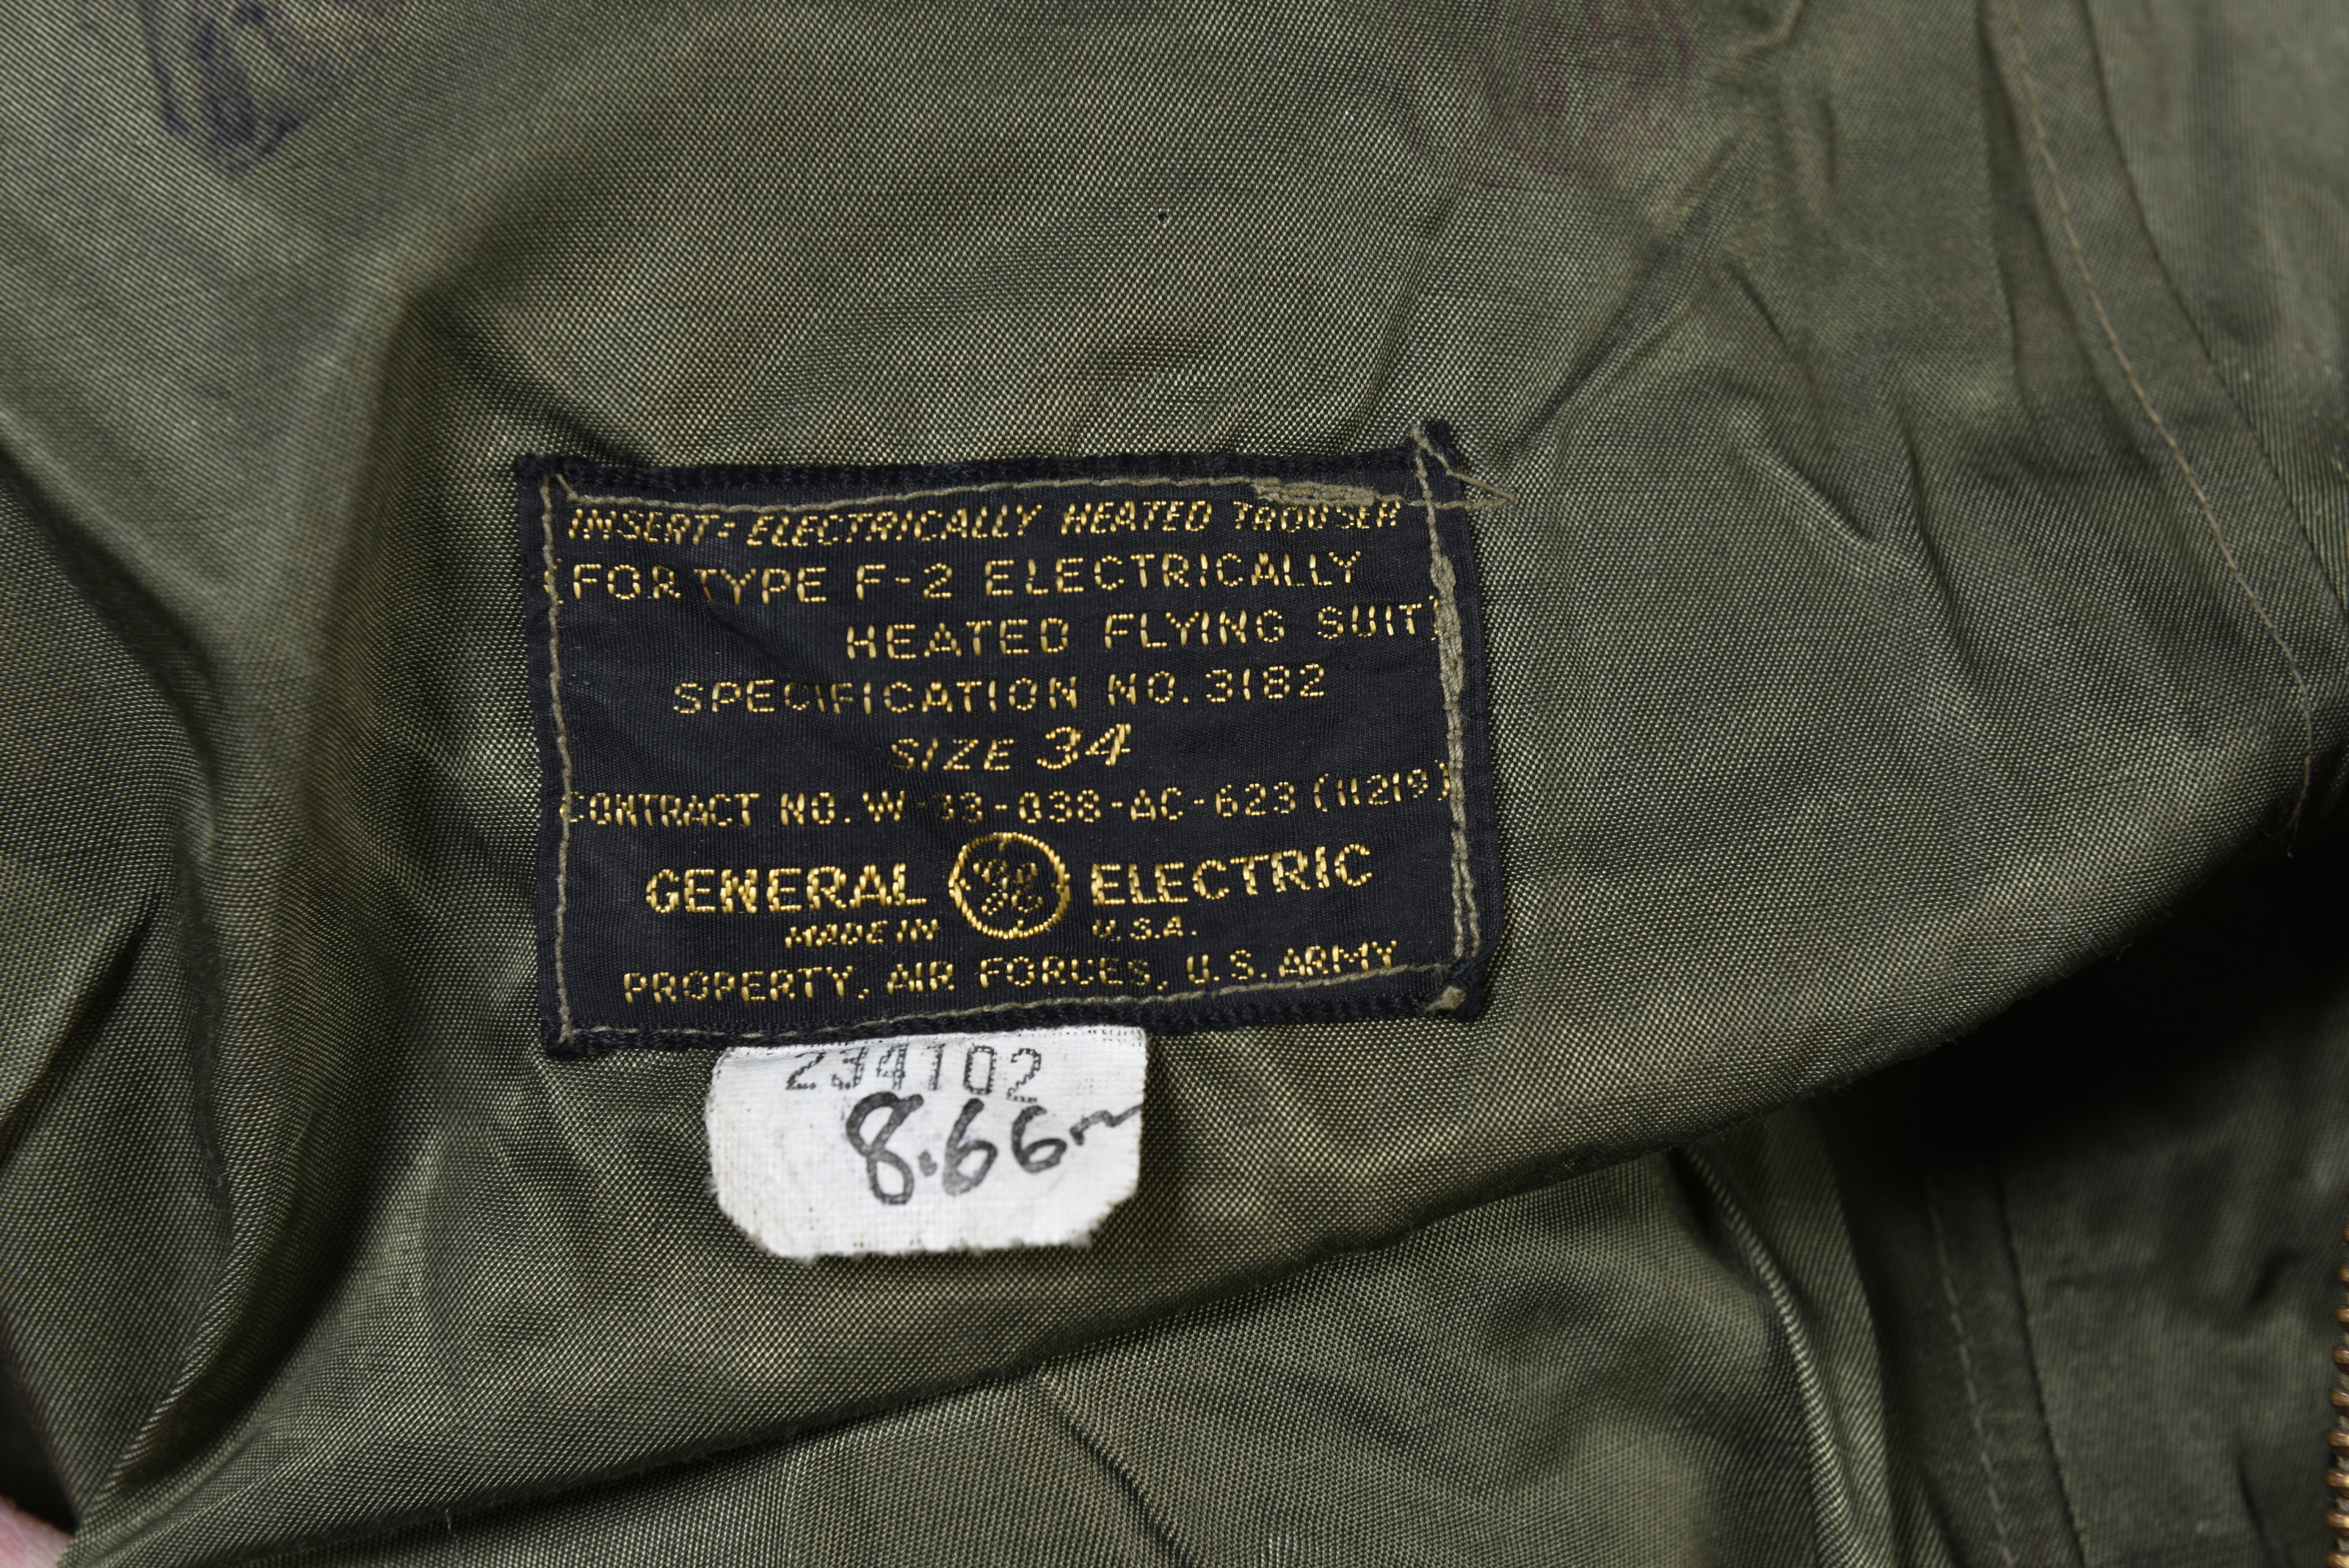 INSERT-ELECTRICALLY HEATED TROUSER
(FOR TYPE F-2 ELECTRICALLY
HEATED FLYING SUIT)
SPECIFICATION NO. 3182
SIZE 34
CONTRACT NO. W-33-038-AC-623 (11219)
GENERAL GE ELECTRIC
MADE IN U.S.A.
PROPERTY, AIR FORCES, U.S. ARMY
234102
8.66m